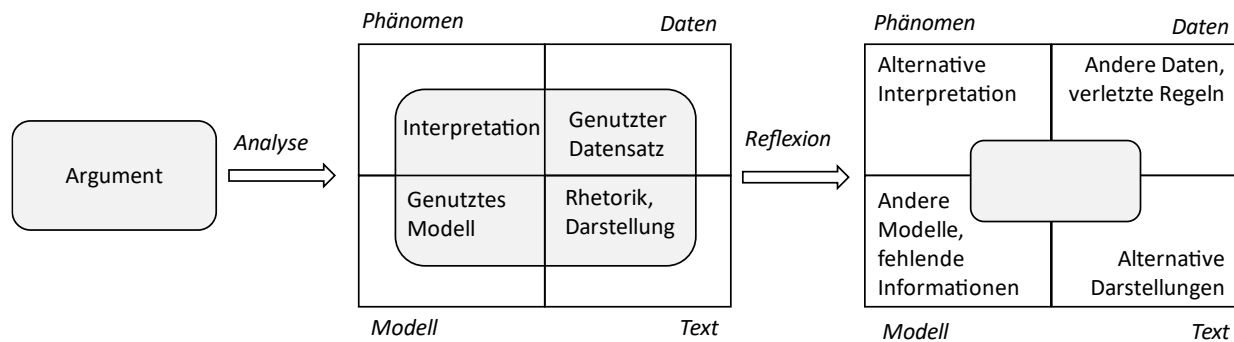 Argument
Analyse
Phänomen
Daten
Interpretation
Genutzter
Datensatz
Genutztes
Modell
Rhetorik,
Darstellung
Modell
Text
Reflexion
Phänomen
Daten
Alternative
Interpretation
Andere Daten,
verletzte Regeln
Andere
Modelle,
fehlende
Informationen
Alternative
Darstellungen
Modell
Text